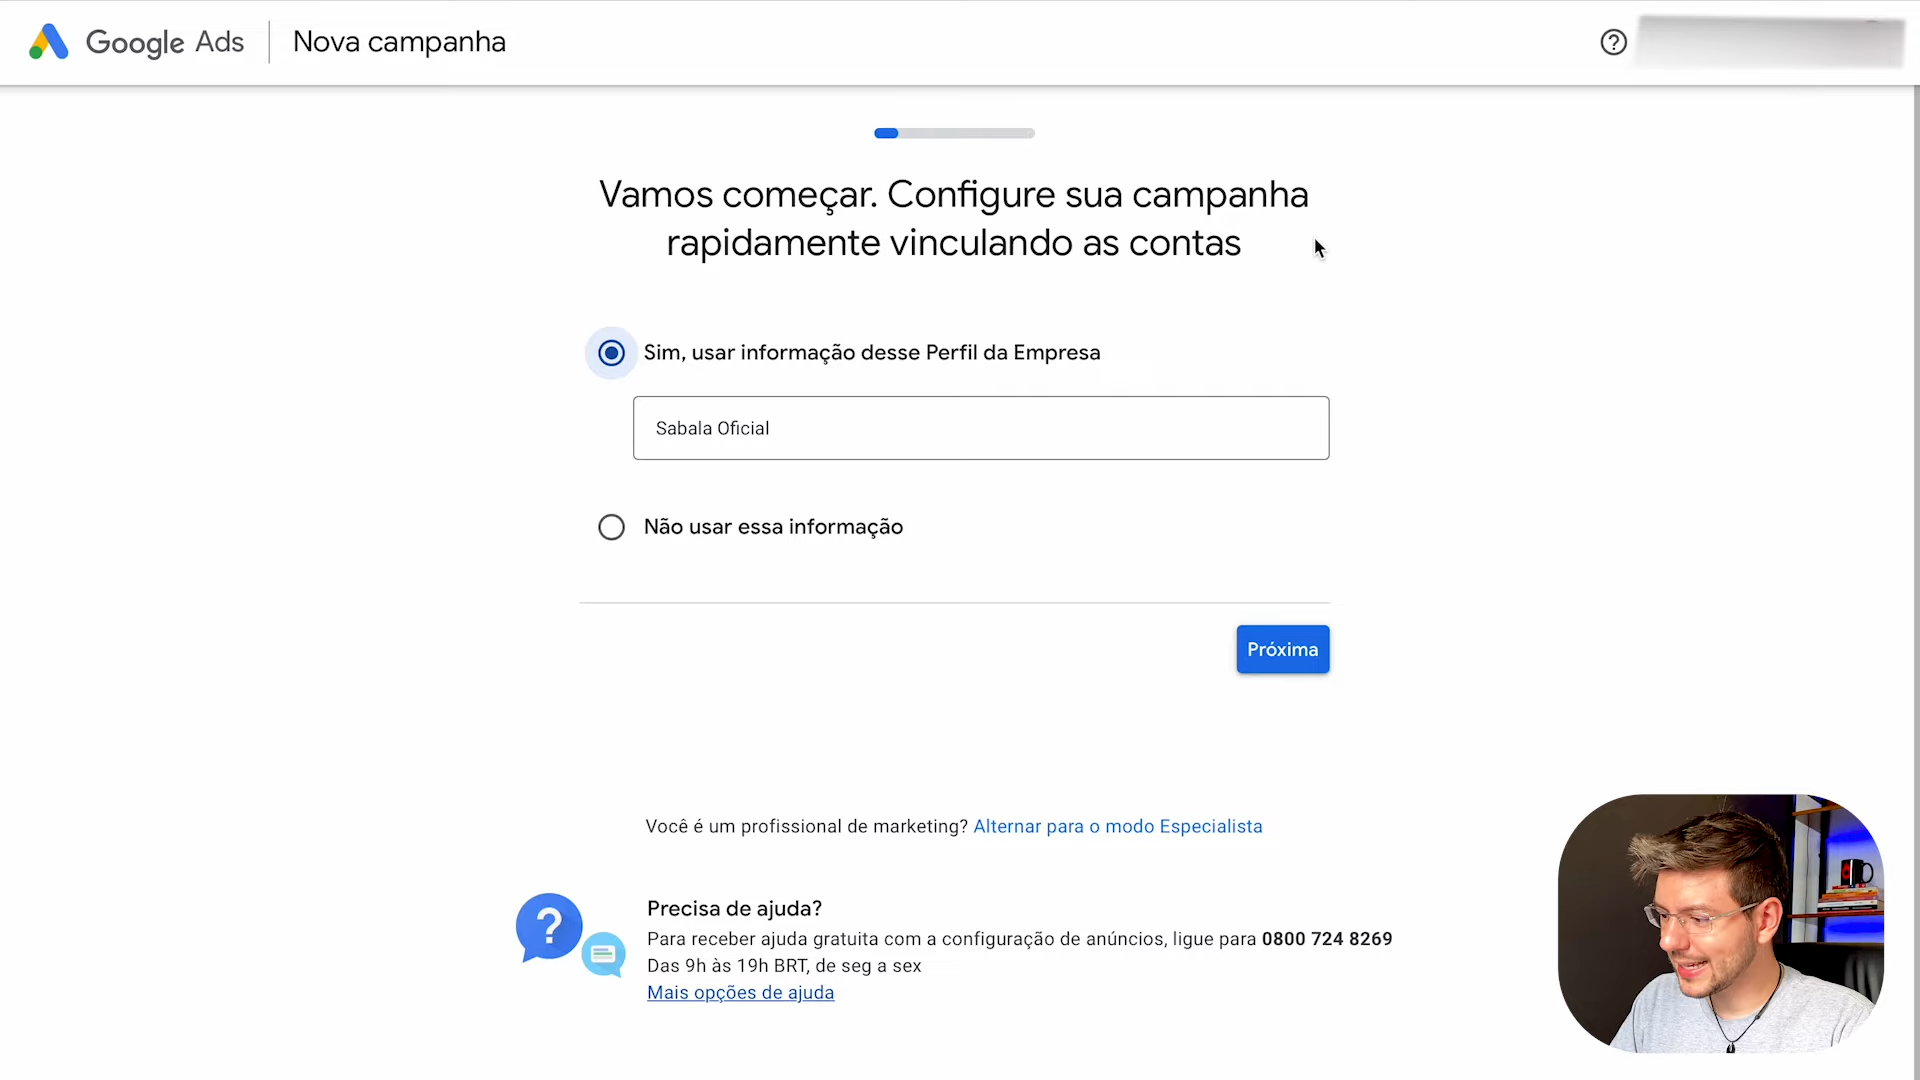 Google Ads
Nova campanha
Vamos começar. Configure sua campanha
rapidamente vinculando as contas
Sim, usar informação desse Perfil da Empresa
Sabala Oficial
Não usar essa informação
Próxima
Você é um profissional de marketing? Alternar para o modo Especialista
Precisa de ajuda?
Para receber ajuda gratuita com a configuração de anúncios, ligue para 0800 724 8269
Das 9h às 19h BRT, de seg a sex
Mais opções de ajuda